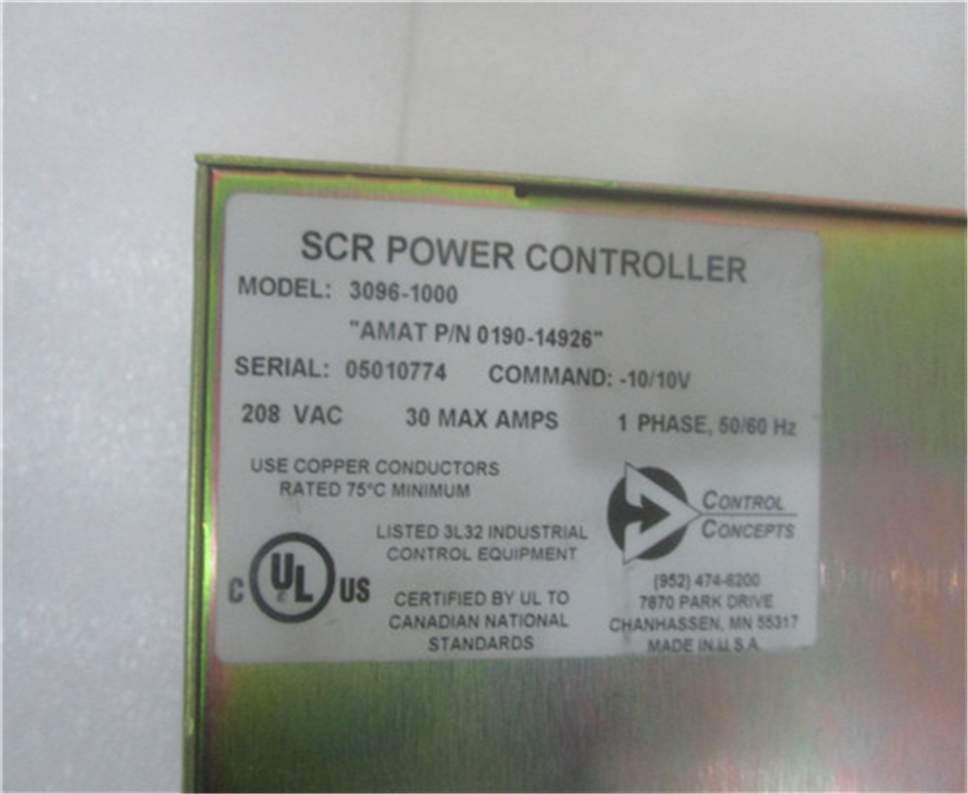 SCR POWER CONTROLLER
MODEL: 3096-1000
"AMAT P/N 0190-14926"
SERIAL: 05010774 COMMAND: -10/10V
208 VAC 30 MAX AMPS 1 PHASE, 50/60 Hz
USE COPPER CONDUCTORS
RATED 75°C MINIMUM
CONTROL
CONCEPTS
LISTED 3L32 INDUSTRIAL
CONTROL EQUIPMENT
C UL US
CERTIFIED BY UL TO
CANADIAN NATIONAL
STANDARDS
(952) 474-6200
7870 PARK DRIVE
CHANHASSEN, MN 55317
MADE IN U.S.A.